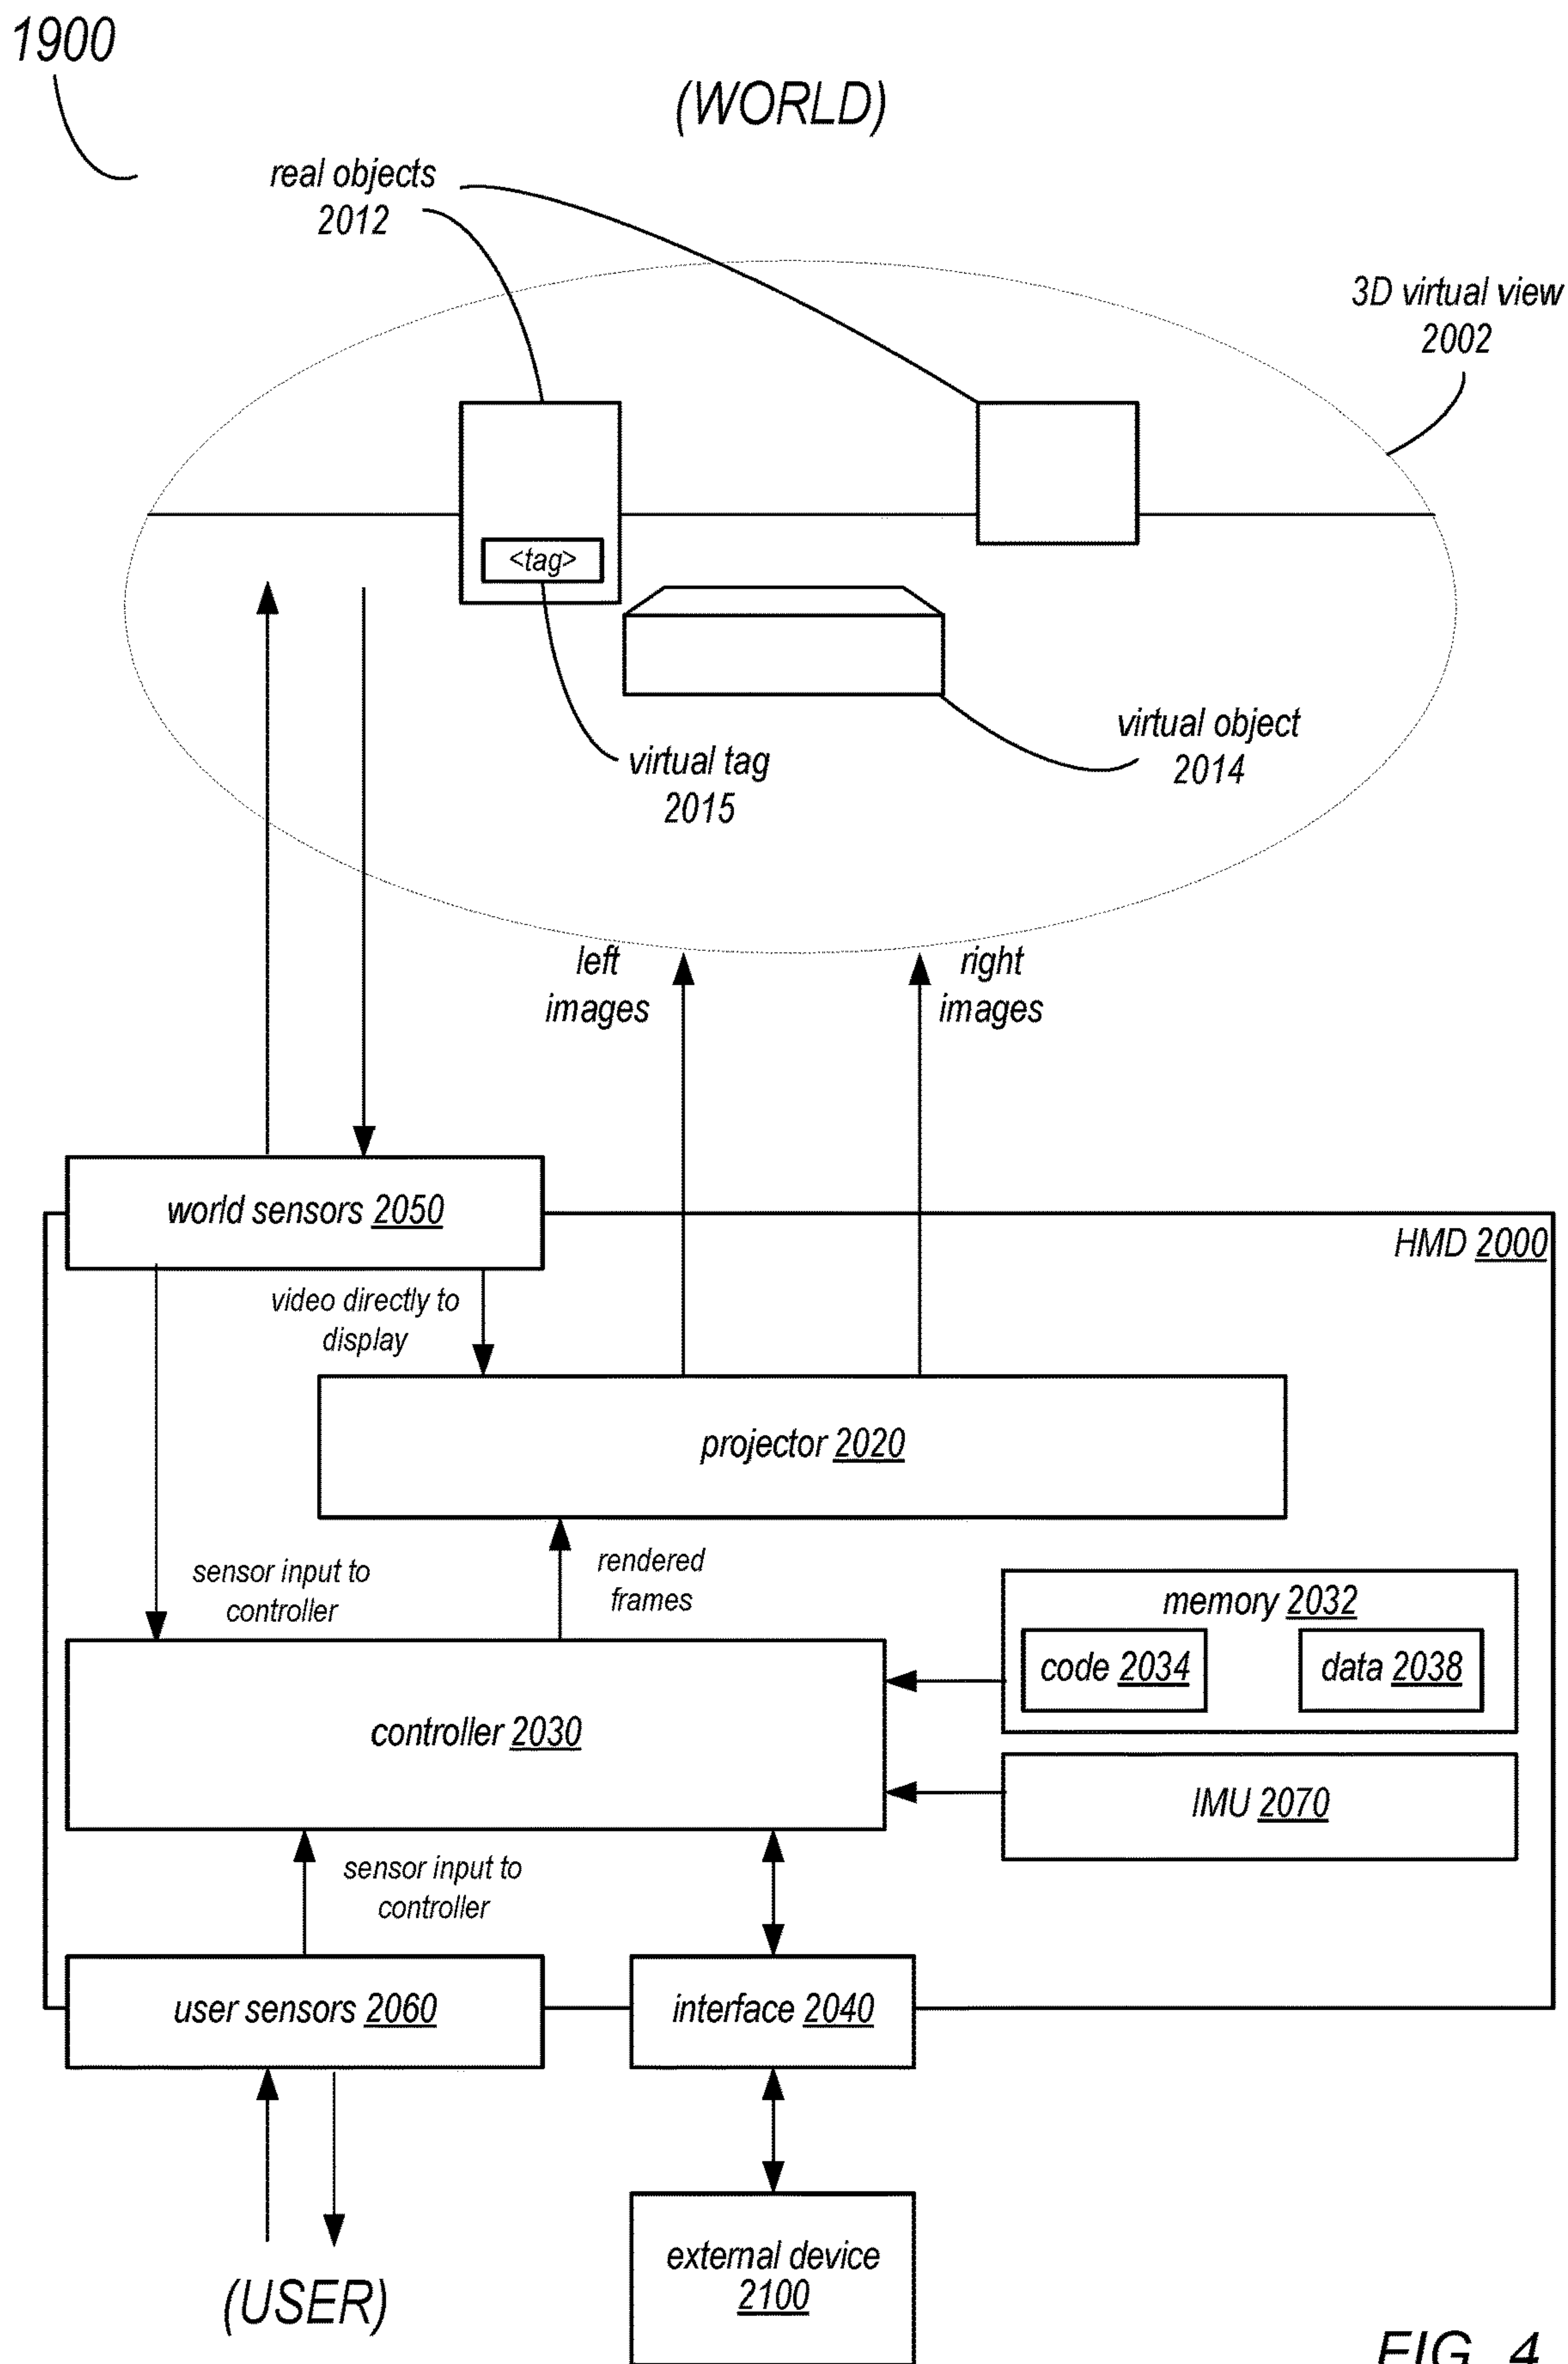 1900
(WORLD)
real objects
2012
3D virtual view
2002
<tag>
virtual object
2014
virtual tag
2015
left
images
right
images
world sensors 2050
HMD 2000
video directly to
display
projector 2020
sensor input to
controller
rendered
frames
memory 2032
code 2034
data 2038
controller 2030
IMU 2070
sensor input to
controller
user sensors 2060
interface 2040
external device
2100
(USER)
FIG. 4